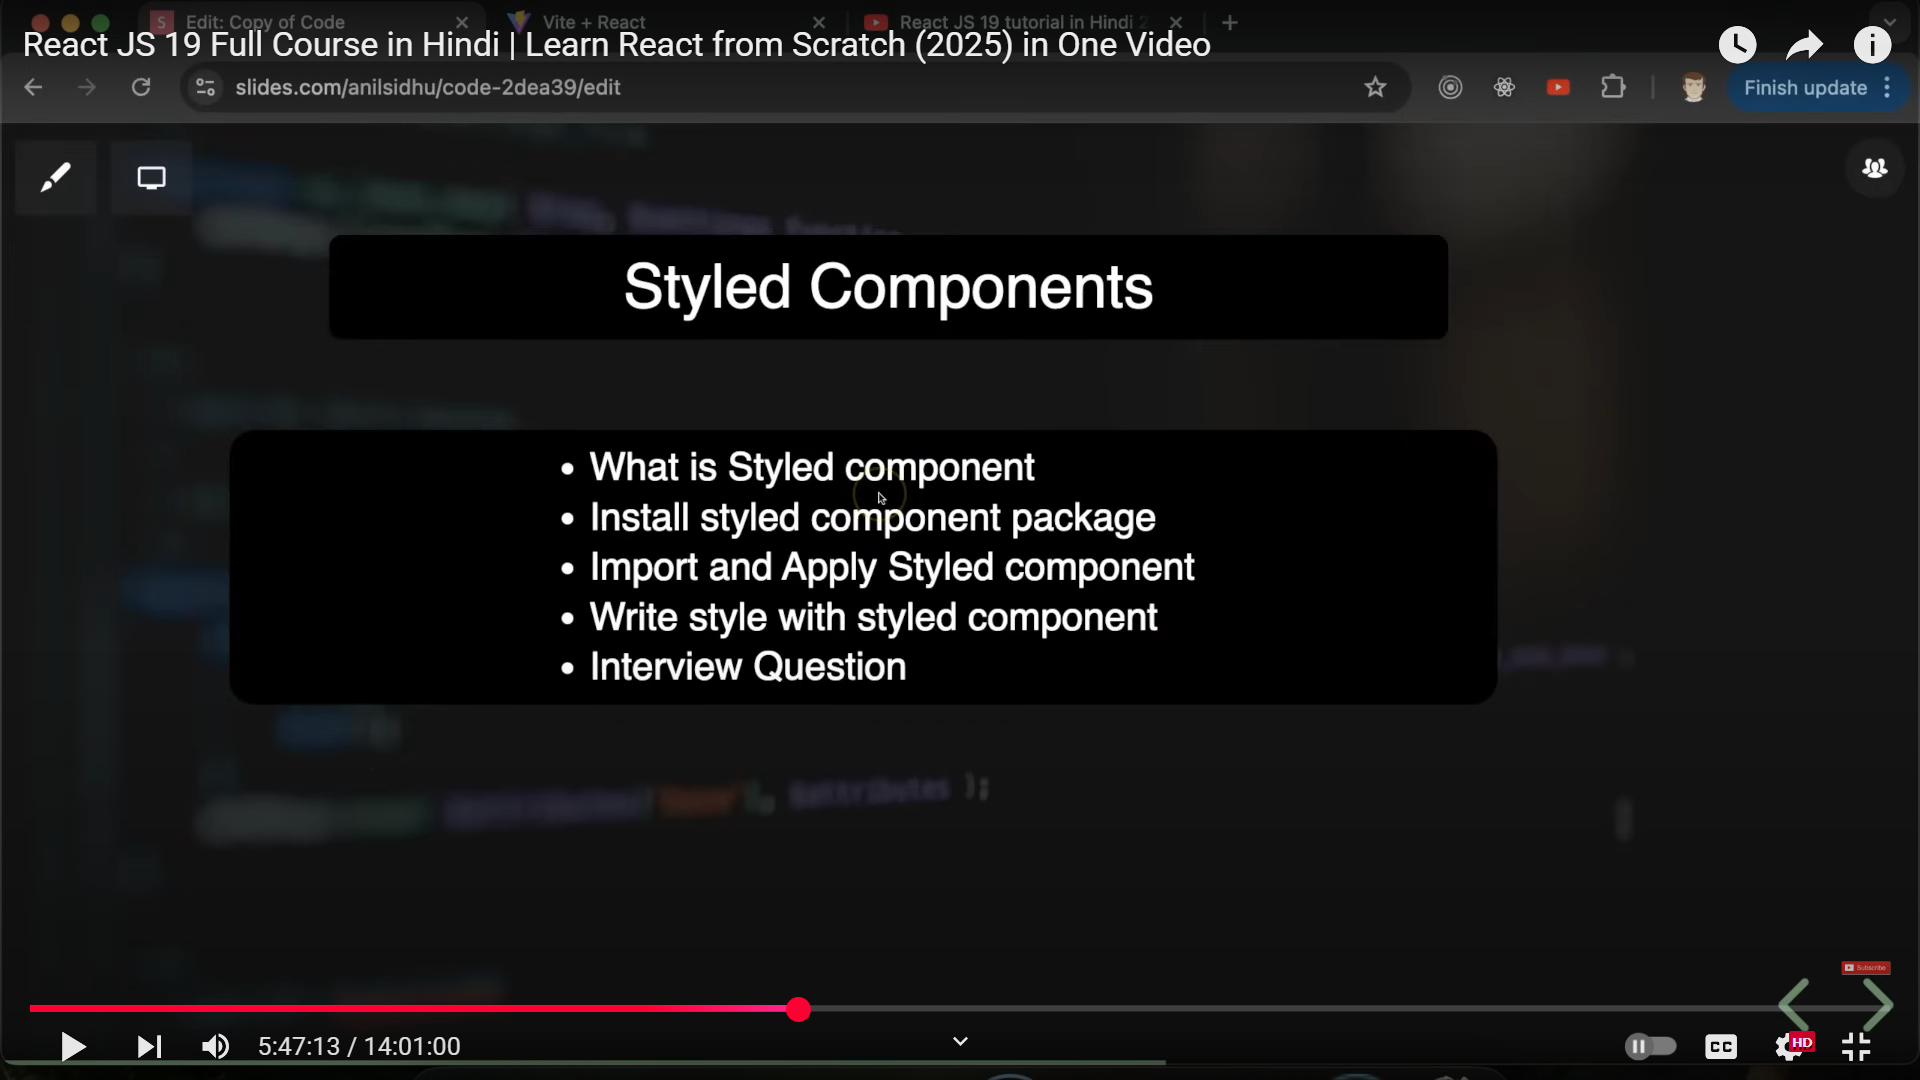 S Edit: Copy of Code Vite + React React JS 19 tutorial in Hindi 2
React JS 19 Full Course in Hindi | Learn React from Scratch (2025) in One Video
slides.com/anilsidhu/code-2dea39/edit
Finish update
Styled Components
• What is Styled component
• Install styled component package
• Import and Apply Styled component
• Write style with styled component
• Interview Question
Subscribe
5:47:13 / 14:01:00
CC
HD